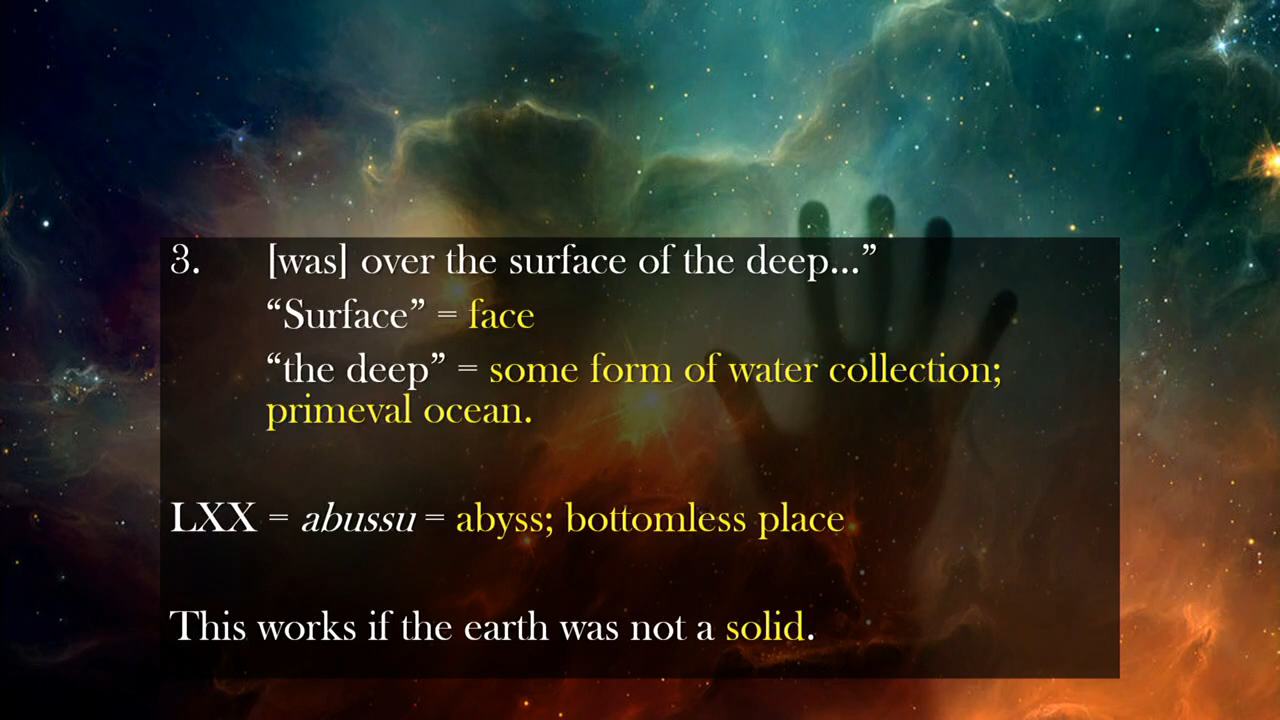 3. [was] over the surface of the deep…”
“Surface” = face
“the deep” = some form of water collection;
primeval ocean.
LXX = abussu = abyss; bottomless place
This works if the earth was not a solid.